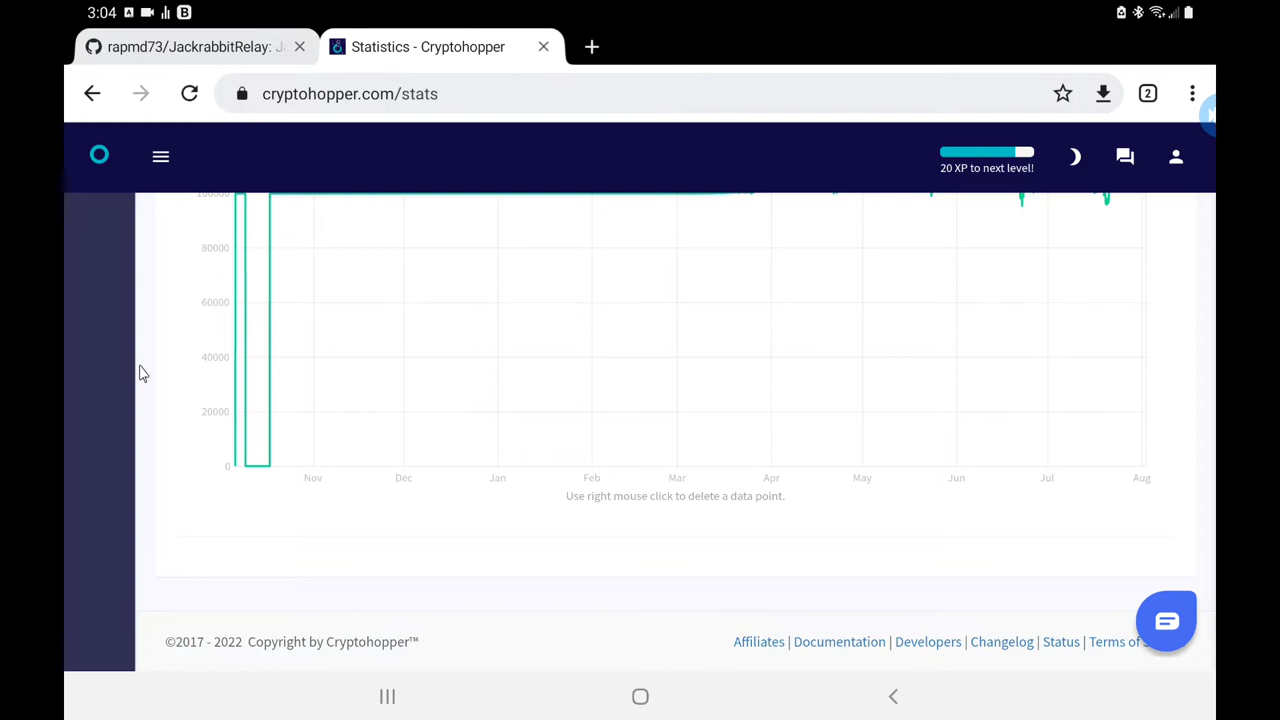 3:04 A B
rapmd73/JackrabbitRelay: J
Statistics - Cryptohopper
cryptohopper.com/stats
2
20 XP to next level!
100000
80000
60000
40000
20000
0
Nov Dec Jan Feb Mar Apr May Jun Jul Aug
Use right mouse click to delete a data point.
©2017 - 2022 Copyright by Cryptohopper™
Affiliates | Documentation | Developers | Changelog | Status | Terms of